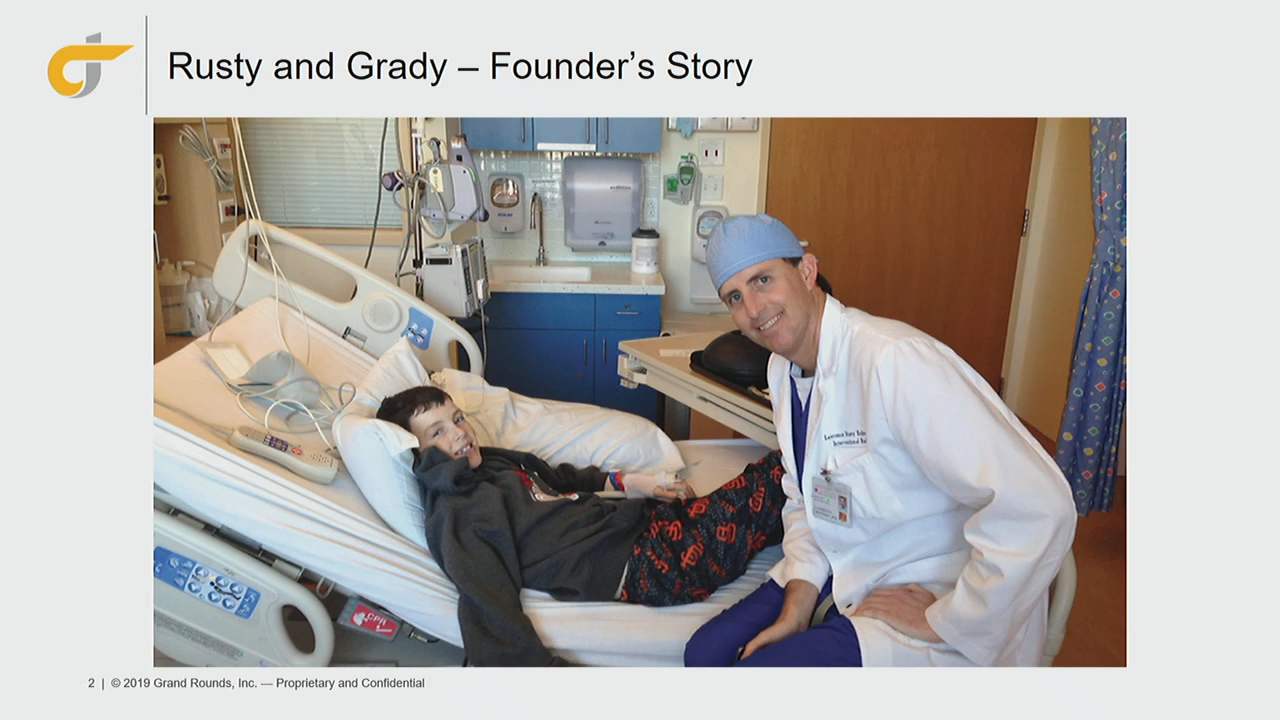 Rusty and Grady – Founder’s Story
CPR
2 | © 2019 Grand Rounds, Inc. — Proprietary and Confidential